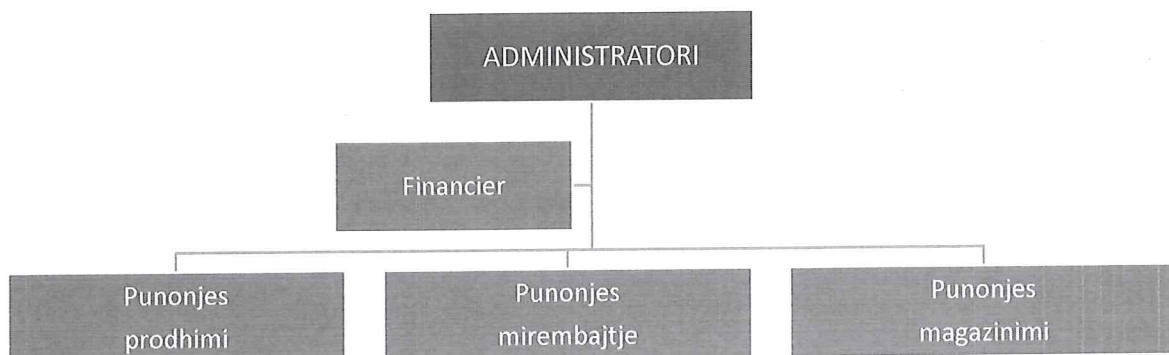 ADMINISTRATORI
Financier
Punonjes
prodhimi
Punonjes
mirembajtje
Punonjes
magazinimi